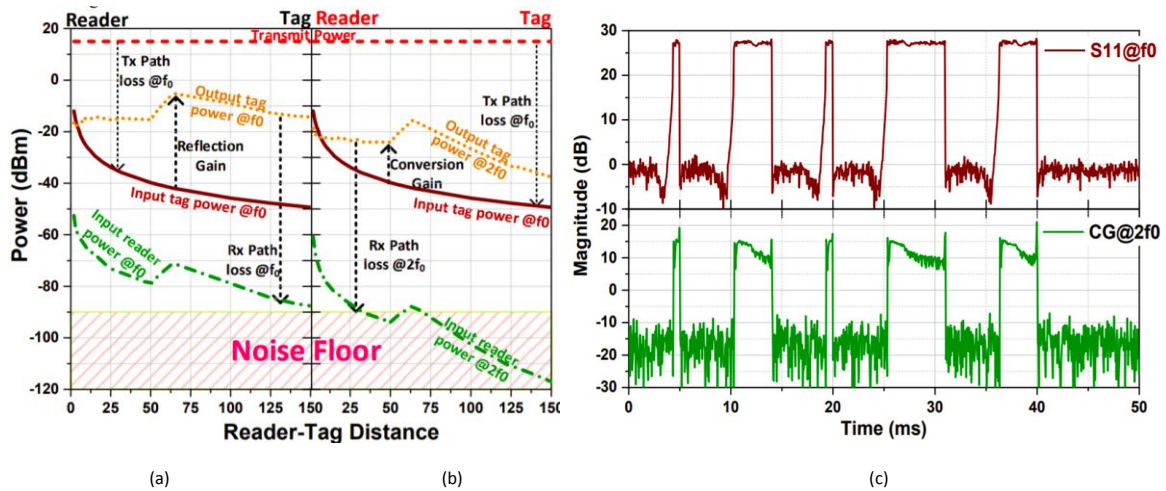 Reader Tag
Reader Tag
Transmit Power
Tx Path
loss @f0
Output tag
power @f0
Reflection
Gain
Input tag power @f0
Input reader
power @f0
Rx Path
loss @f0
Noise Floor
Tx Path
loss @f0
Output tag
power @2f0
Conversion
Gain
Input tag power @f0
Rx Path
loss @2f0
Input reader
power @2f0
Power (dBm)
20
0
-20
-40
-60
-80
-100
-120
0 25 50 75 100 125 150 25 50 75 100 125 150
Reader-Tag Distance
S11@f0
CG@2f0
Magnitude (dB)
30
20
10
0
-10
20
10
0
-10
-20
-30
0 10 20 30 40 50
Time (ms)
(a) (b) (c)